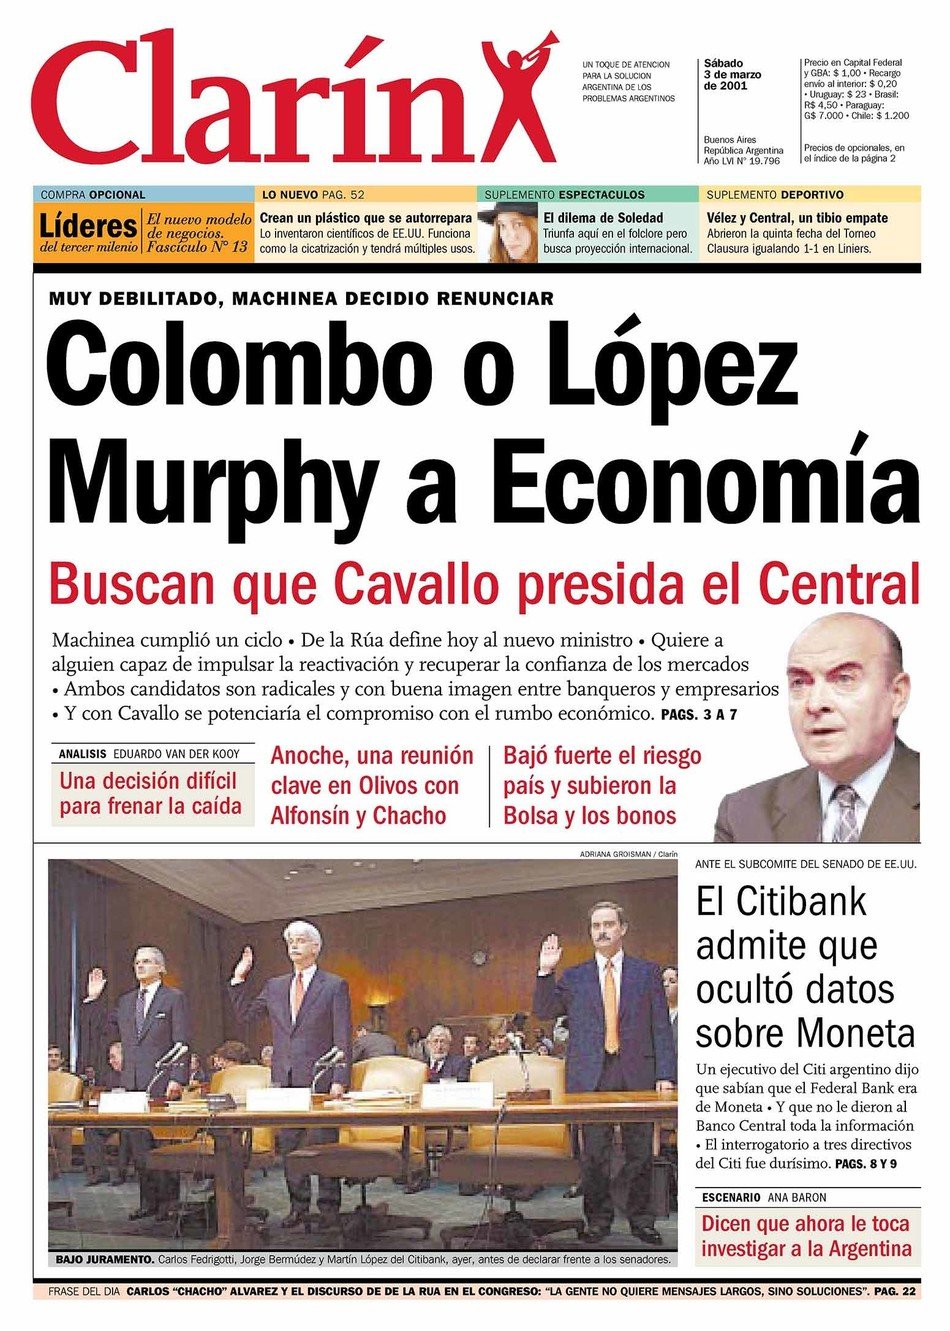 Clarín
UN TOQUE DE ATENCION
PARA LA SOLUCION
ARGENTINA DE LOS
PROBLEMAS ARGENTINOS
Sábado
3 de marzo
de 2001
Buenos Aires
República Argentina
Año LVI N° 19.796
Precio en Capital Federal
y GBA: $ 1,00 • Recargo
envío al interior: $ 0,20
• Uruguay: $ 23 • Brasil:
R$ 4,50 • Paraguay:
G$ 7.000 • Chile: $ 1.200
Precios de opcionales, en
el índice de la página 2
COMPRA OPCIONAL
Líderes
del tercer milenio
El nuevo modelo
de negocios.
Fascículo N° 13
LO NUEVO PAG. 52
Crean un plástico que se autorrepara
Lo inventaron científicos de EE.UU. Funciona
como la cicatrización y tendrá múltiples usos.
SUPLEMENTO ESPECTACULOS
El dilema de Soledad
Triunfa aquí en el folclore pero
busca proyección internacional.
SUPLEMENTO DEPORTIVO
Vélez y Central, un tibio empate
Abrieron la quinta fecha del Torneo
Clausura igualando 1-1 en Liniers.
MUY DEBILITADO, MACHINEA DECIDIO RENUNCIAR
Colombo o López
Murphy a Economía
Buscan que Cavallo presida el Central
Machinea cumplió un ciclo • De la Rúa define hoy al nuevo ministro • Quiere a
alguien capaz de impulsar la reactivación y recuperar la confianza de los mercados
• Ambos candidatos son radicales y con buena imagen entre banqueros y empresarios
• Y con Cavallo se potenciaría el compromiso con el rumbo económico. PAGS. 3 A 7
ANALISIS EDUARDO VAN DER KOOY
Una decisión difícil
para frenar la caída
Anoche, una reunión
clave en Olivos con
Alfonsín y Chacho
Bajó fuerte el riesgo
país y subieron la
Bolsa y los bonos
ADRIANA GROISMAN / Clarín
BAJO JURAMENTO. Carlos Fedrigotti, Jorge Bermúdez y Martín López del Citibank, ayer, antes de declarar frente a los senadores.
ANTE EL SUBCOMITE DEL SENADO DE EE.UU.
El Citibank
admite que
ocultó datos
sobre Moneta
Un ejecutivo del Citi argentino dijo
que sabían que el Federal Bank era
de Moneta • Y que no le dieron al
Banco Central toda la información
• El interrogatorio a tres directivos
del Citi fue durísimo. PAGS. 8 Y 9
ESCENARIO ANA BARON
Dicen que ahora le toca
investigar a la Argentina
FRASE DEL DIA CARLOS “CHACHO” ALVAREZ Y EL DISCURSO DE DE LA RUA EN EL CONGRESO: “LA GENTE NO QUIERE MENSAJES LARGOS, SINO SOLUCIONES”. PAG. 22